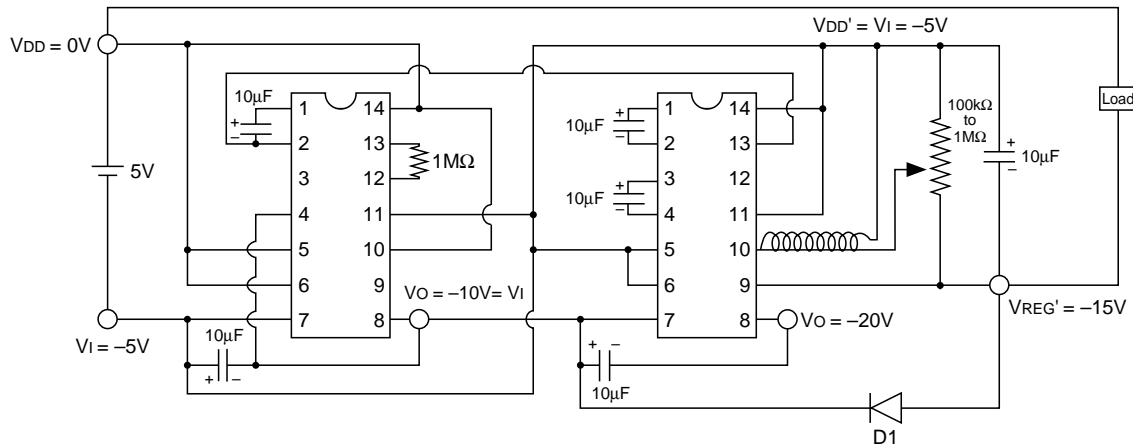 VDD = 0V
VDD' = VI = –5V
10µF
+
–
1
2
3
4
5
6
7
14
13
12
11
10
9
8
1MΩ
5V
VI = –5V
10µF
+ –
VO = –10V= VI
10µF
+
–
10µF
+
–
1
2
3
4
5
6
7
14
13
12
11
10
9
8
100kΩ
to
1MΩ
+
10µF
–
Load
VREG' = –15V
VO = –20V
+ –
10µF
D1